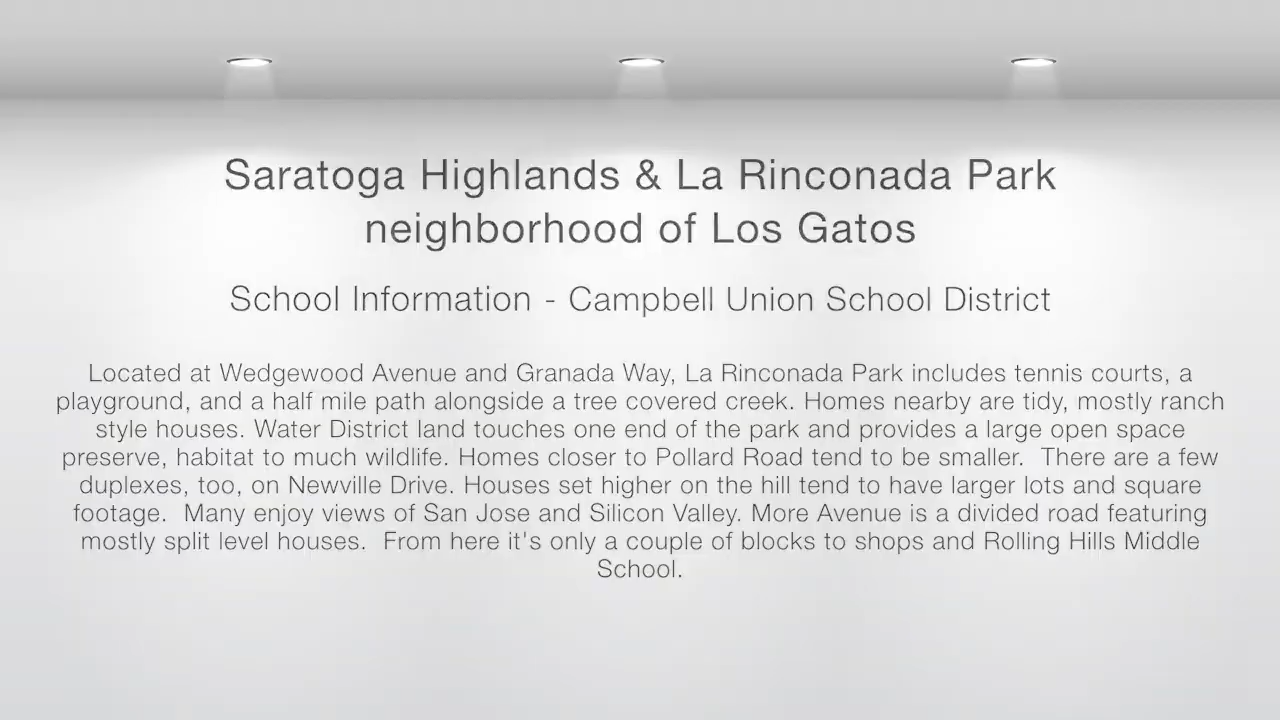 Saratoga Highlands & La Rinconada Park
neighborhood of Los Gatos
School Information - Campbell Union School District
Located at Wedgewood Avenue and Granada Way, La Rinconada Park includes tennis courts, a
playground, and a half mile path alongside a tree covered creek. Homes nearby are tidy, mostly ranch
style houses. Water District land touches one end of the park and provides a large open space
preserve, habitat to much wildlife. Homes closer to Pollard Road tend to be smaller.  There are a few
duplexes, too, on Newville Drive. Houses set higher on the hill tend to have larger lots and square
footage.  Many enjoy views of San Jose and Silicon Valley. More Avenue is a divided road featuring
mostly split level houses.  From here it's only a couple of blocks to shops and Rolling Hills Middle
School.